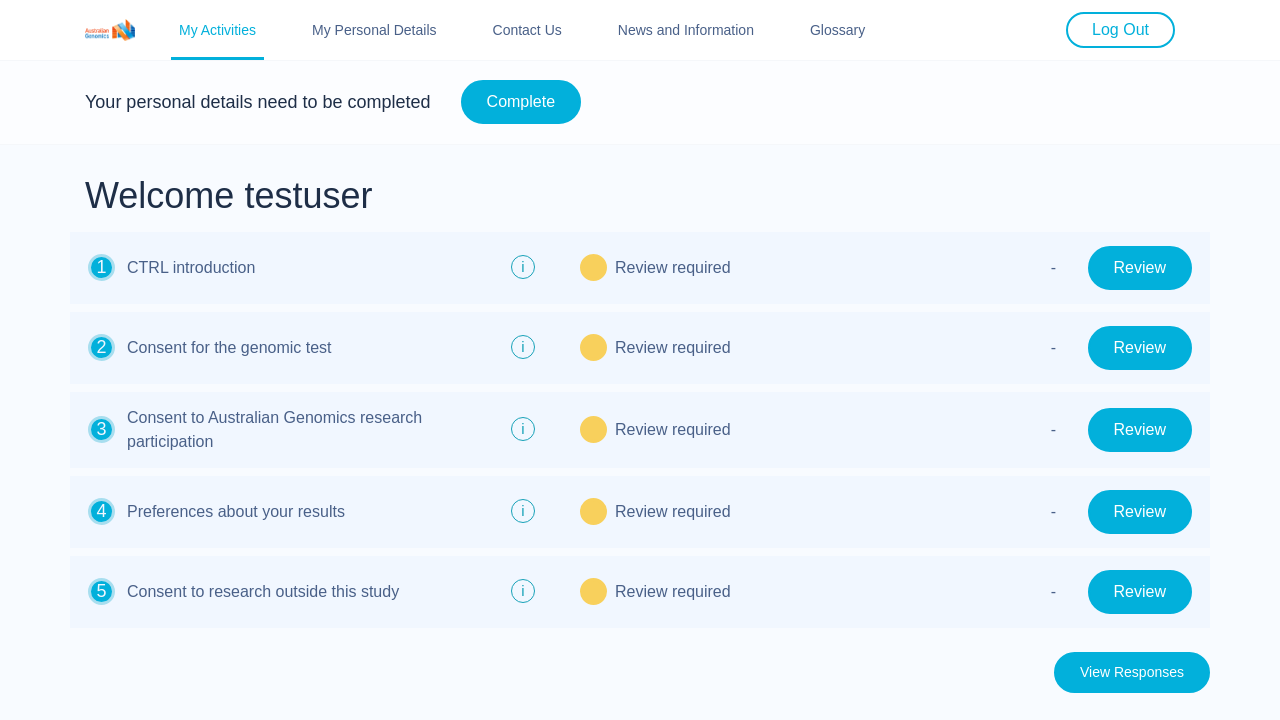 Australian
Genomics
My Activities
My Personal Details
Contact Us
News and Information
Glossary
Log Out
Your personal details need to be completed
Complete
Welcome testuser
1 CTRL introduction i Review required - Review
2 Consent for the genomic test i Review required - Review
3 Consent to Australian Genomics research
participation i Review required - Review
4 Preferences about your results i Review required - Review
5 Consent to research outside this study i Review required - Review
View Responses